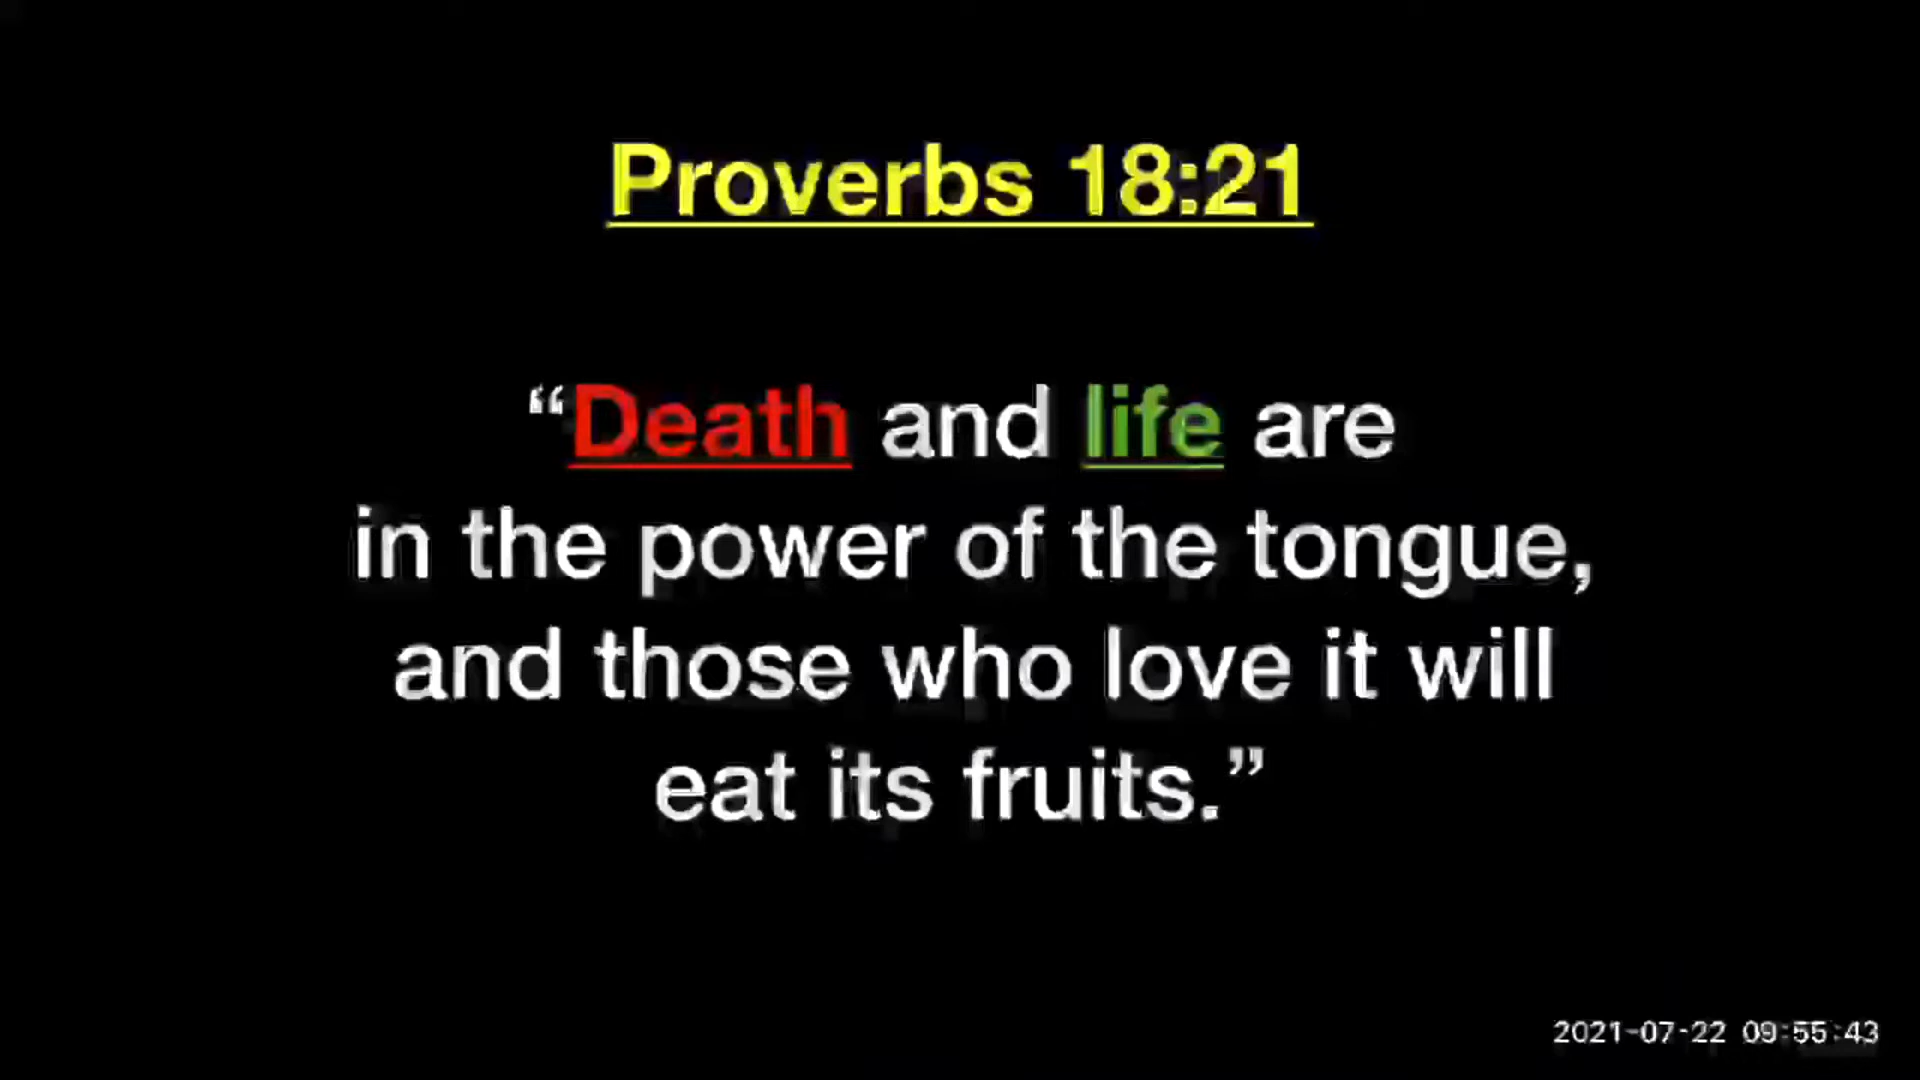 Proverbs 18:21
“Death and life are
in the power of the tongue,
and those who love it will
eat its fruits.”
2021-07-22 09:55:43